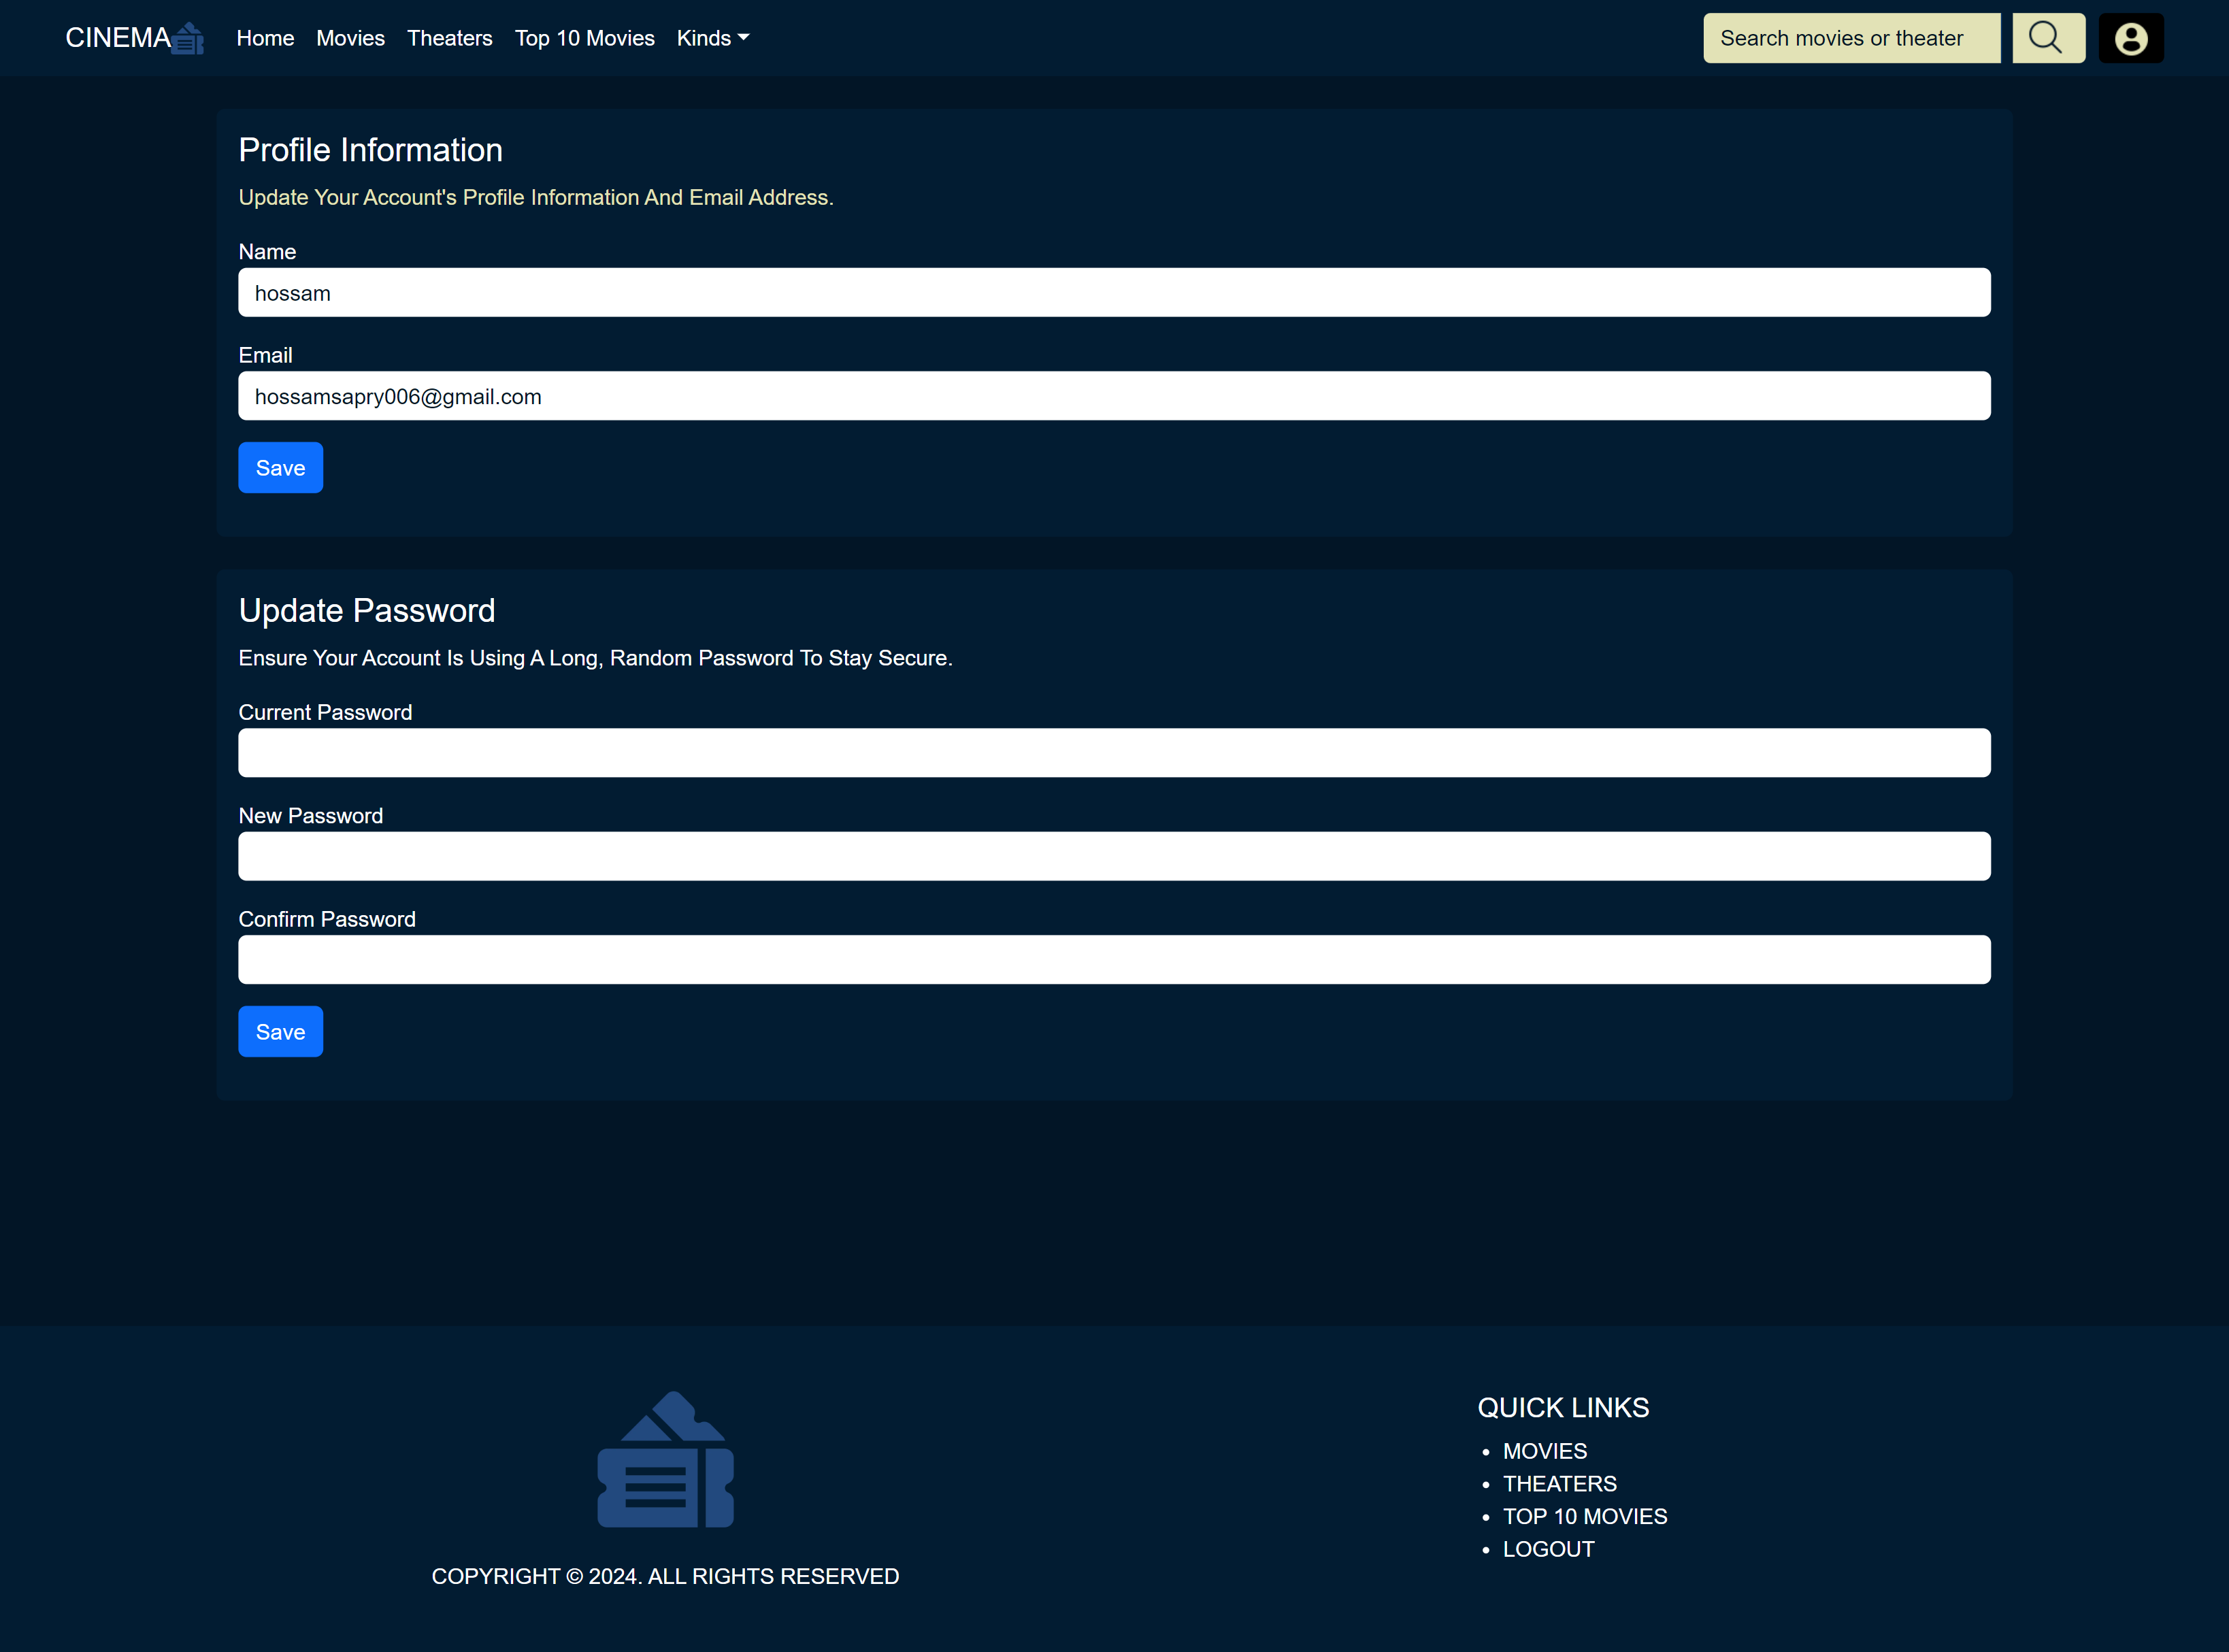 CINEMA Home Movies Theaters Top 10 Movies Kinds Search movies or theater
Profile Information
Update Your Account's Profile Information And Email Address.
Name
hossam
Email
hossamsapry006@gmail.com
Save
Update Password
Ensure Your Account Is Using A Long, Random Password To Stay Secure.
Current Password
New Password
Confirm Password
Save
COPYRIGHT © 2024. ALL RIGHTS RESERVED
QUICK LINKS
• MOVIES
• THEATERS
• TOP 10 MOVIES
• LOGOUT